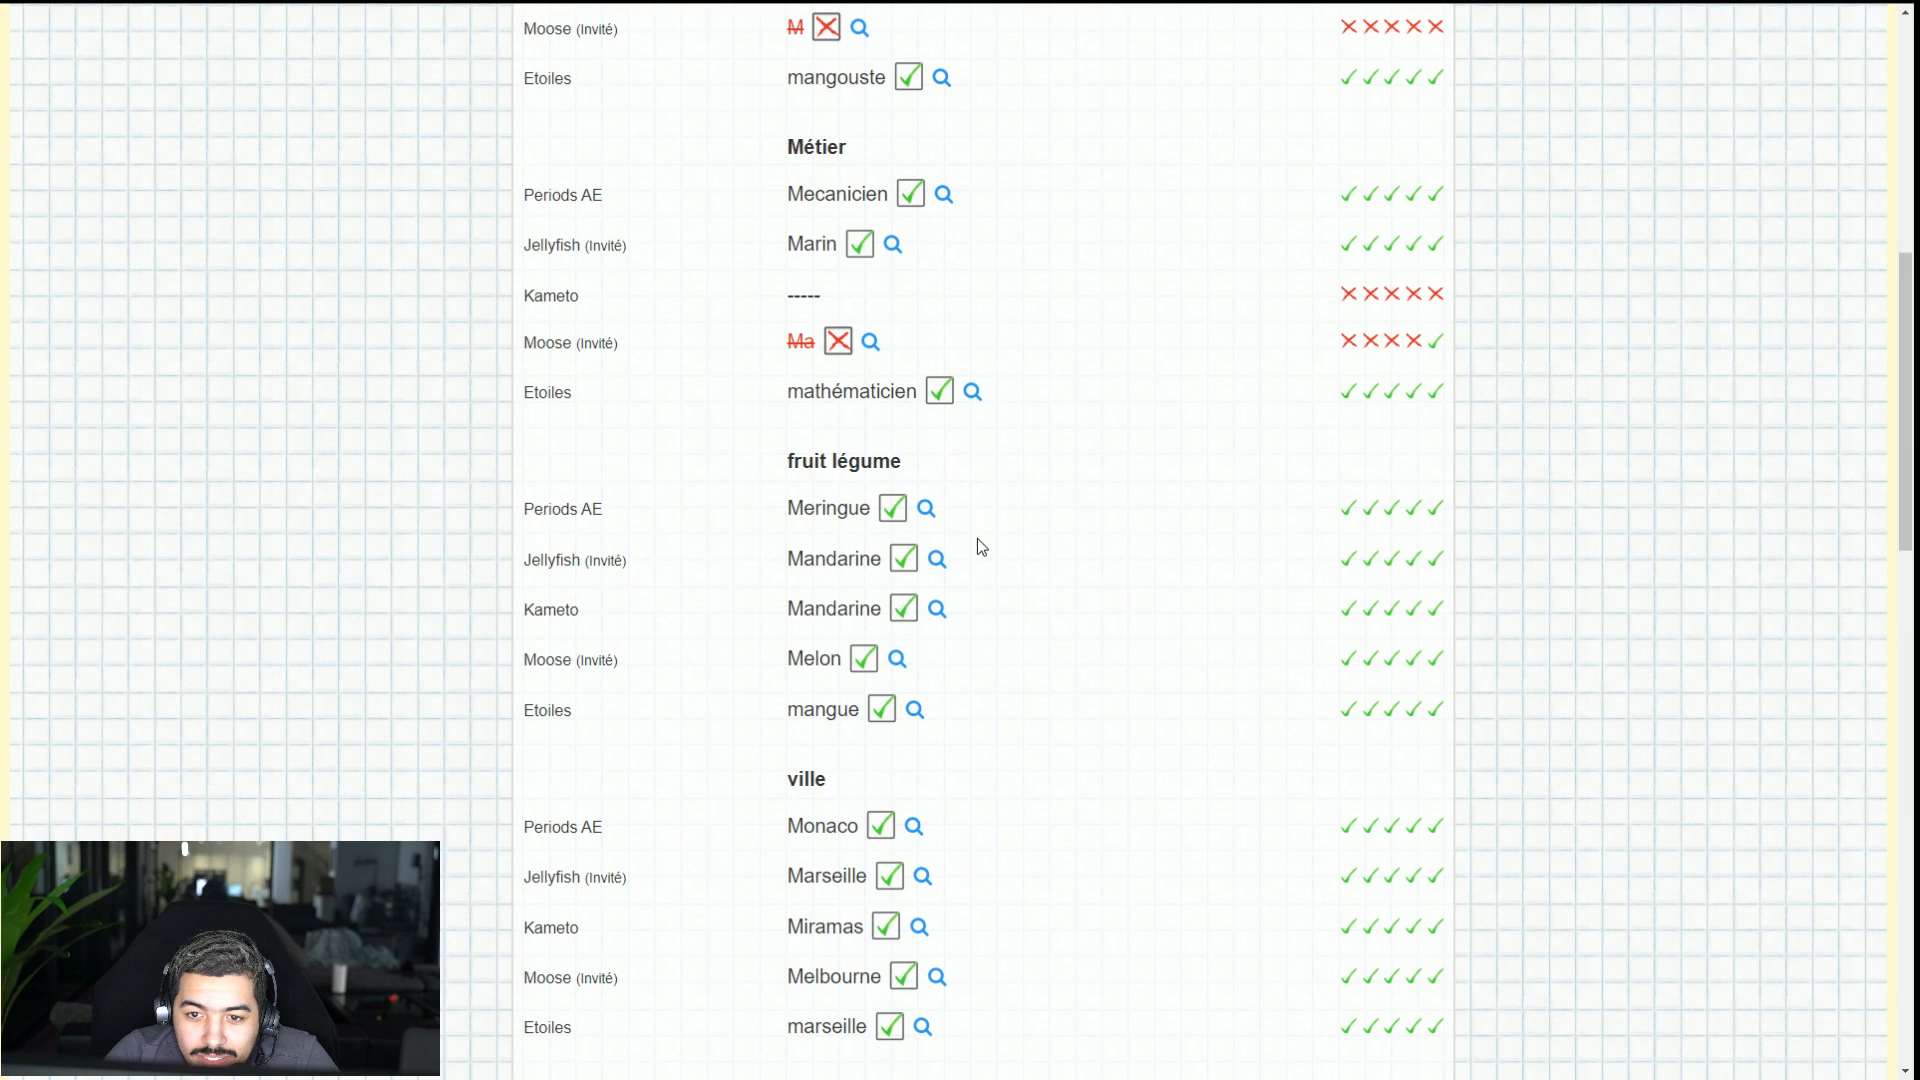 Moose (Invité) M
Etoiles mangouste
Métier
Periods AE Mecanicien
Jellyfish (Invité) Marin
Kameto -----
Moose (Invité) Ma
Etoiles mathématicien
fruit légume
Periods AE Meringue
Jellyfish (Invité) Mandarine
Kameto Mandarine
Moose (Invité) Melon
Etoiles mangue
ville
Periods AE Monaco
Jellyfish (Invité) Marseille
Kameto Miramas
Moose (Invité) Melbourne
Etoiles marseille